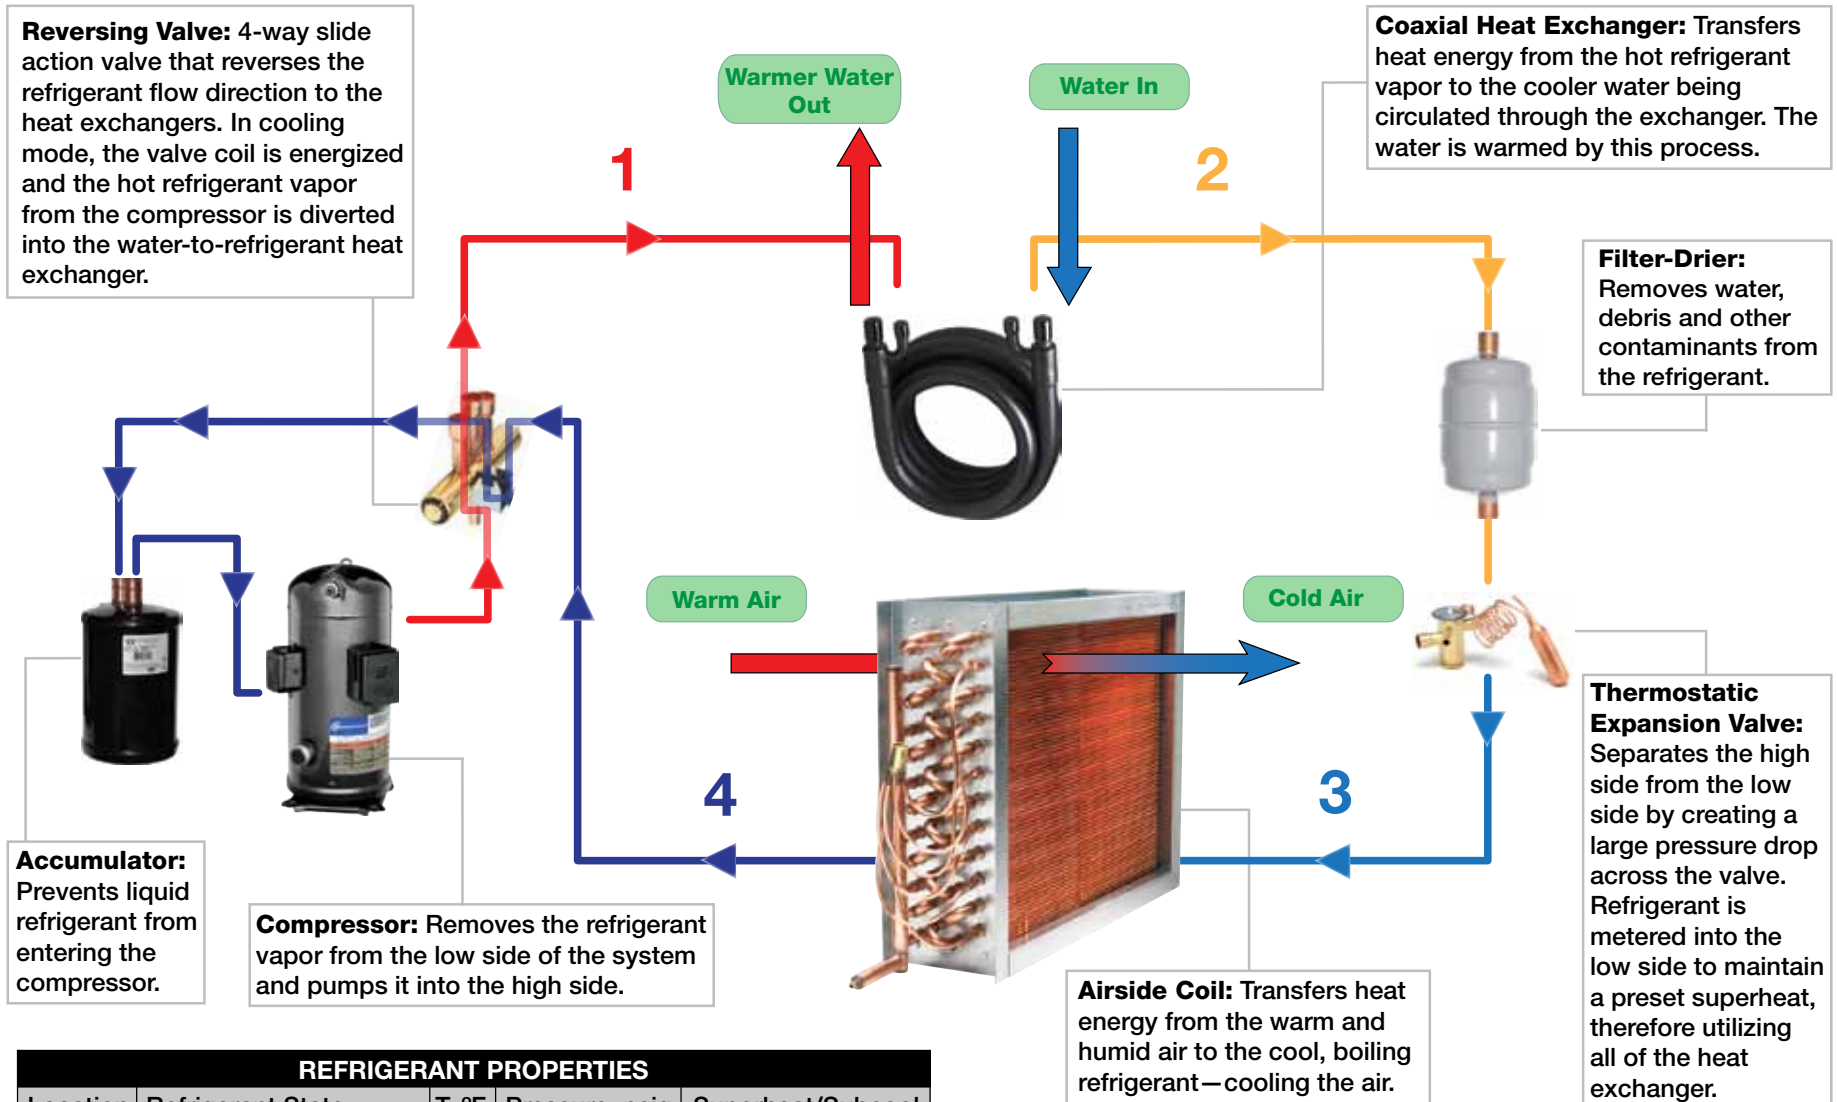 Reversing Valve: 4-way slide
action valve that reverses the
refrigerant flow direction to the
heat exchangers. In cooling
mode, the valve coil is energized
and the hot refrigerant vapor
from the compressor is diverted
into the water-to-refrigerant heat
exchanger.
Warmer Water
Out
Water In
Coaxial Heat Exchanger: Transfers
heat energy from the hot refrigerant
vapor to the cooler water being
circulated through the exchanger. The
water is warmed by this process.
1
2
Filter-Drier:
Removes water,
debris and other
contaminants from
the refrigerant.
Warm Air
Cold Air
Thermostatic
Expansion Valve:
Separates the high
side from the low
side by creating a
large pressure drop
across the valve.
Refrigerant is
metered into the
low side to maintain
a preset superheat,
therefore utilizing
all of the heat
exchanger.
4
3
Accumulator:
Prevents liquid
refrigerant from
entering the
compressor.
Compressor: Removes the refrigerant
vapor from the low side of the system
and pumps it into the high side.
Airside Coil: Transfers heat
energy from the warm and
humid air to the cool, boiling
refrigerant—cooling the air.
REFRIGERANT PROPERTIES
Location Refrigerant State T, ºF Pressure, psig Superheat/Subcool